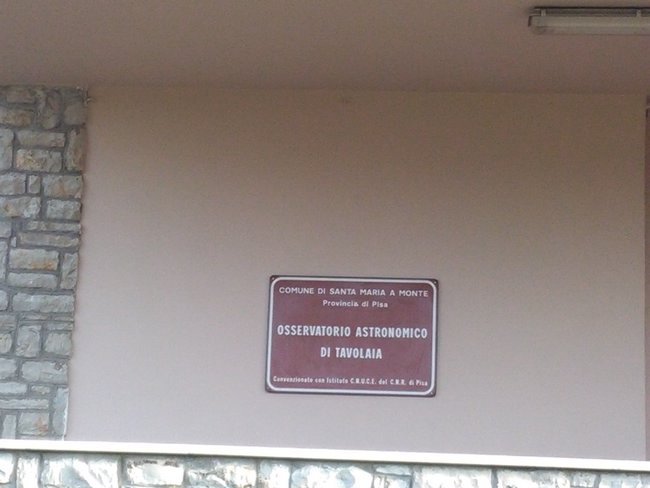 COMUNE DI SANTA MARIA A MONTE
Provincia di Pisa
OSSERVATORIO ASTRONOMICO
DI TAVOLAIA
Convenzionato con Istituto C.N.U.C.E. del C.N.R. di Pisa